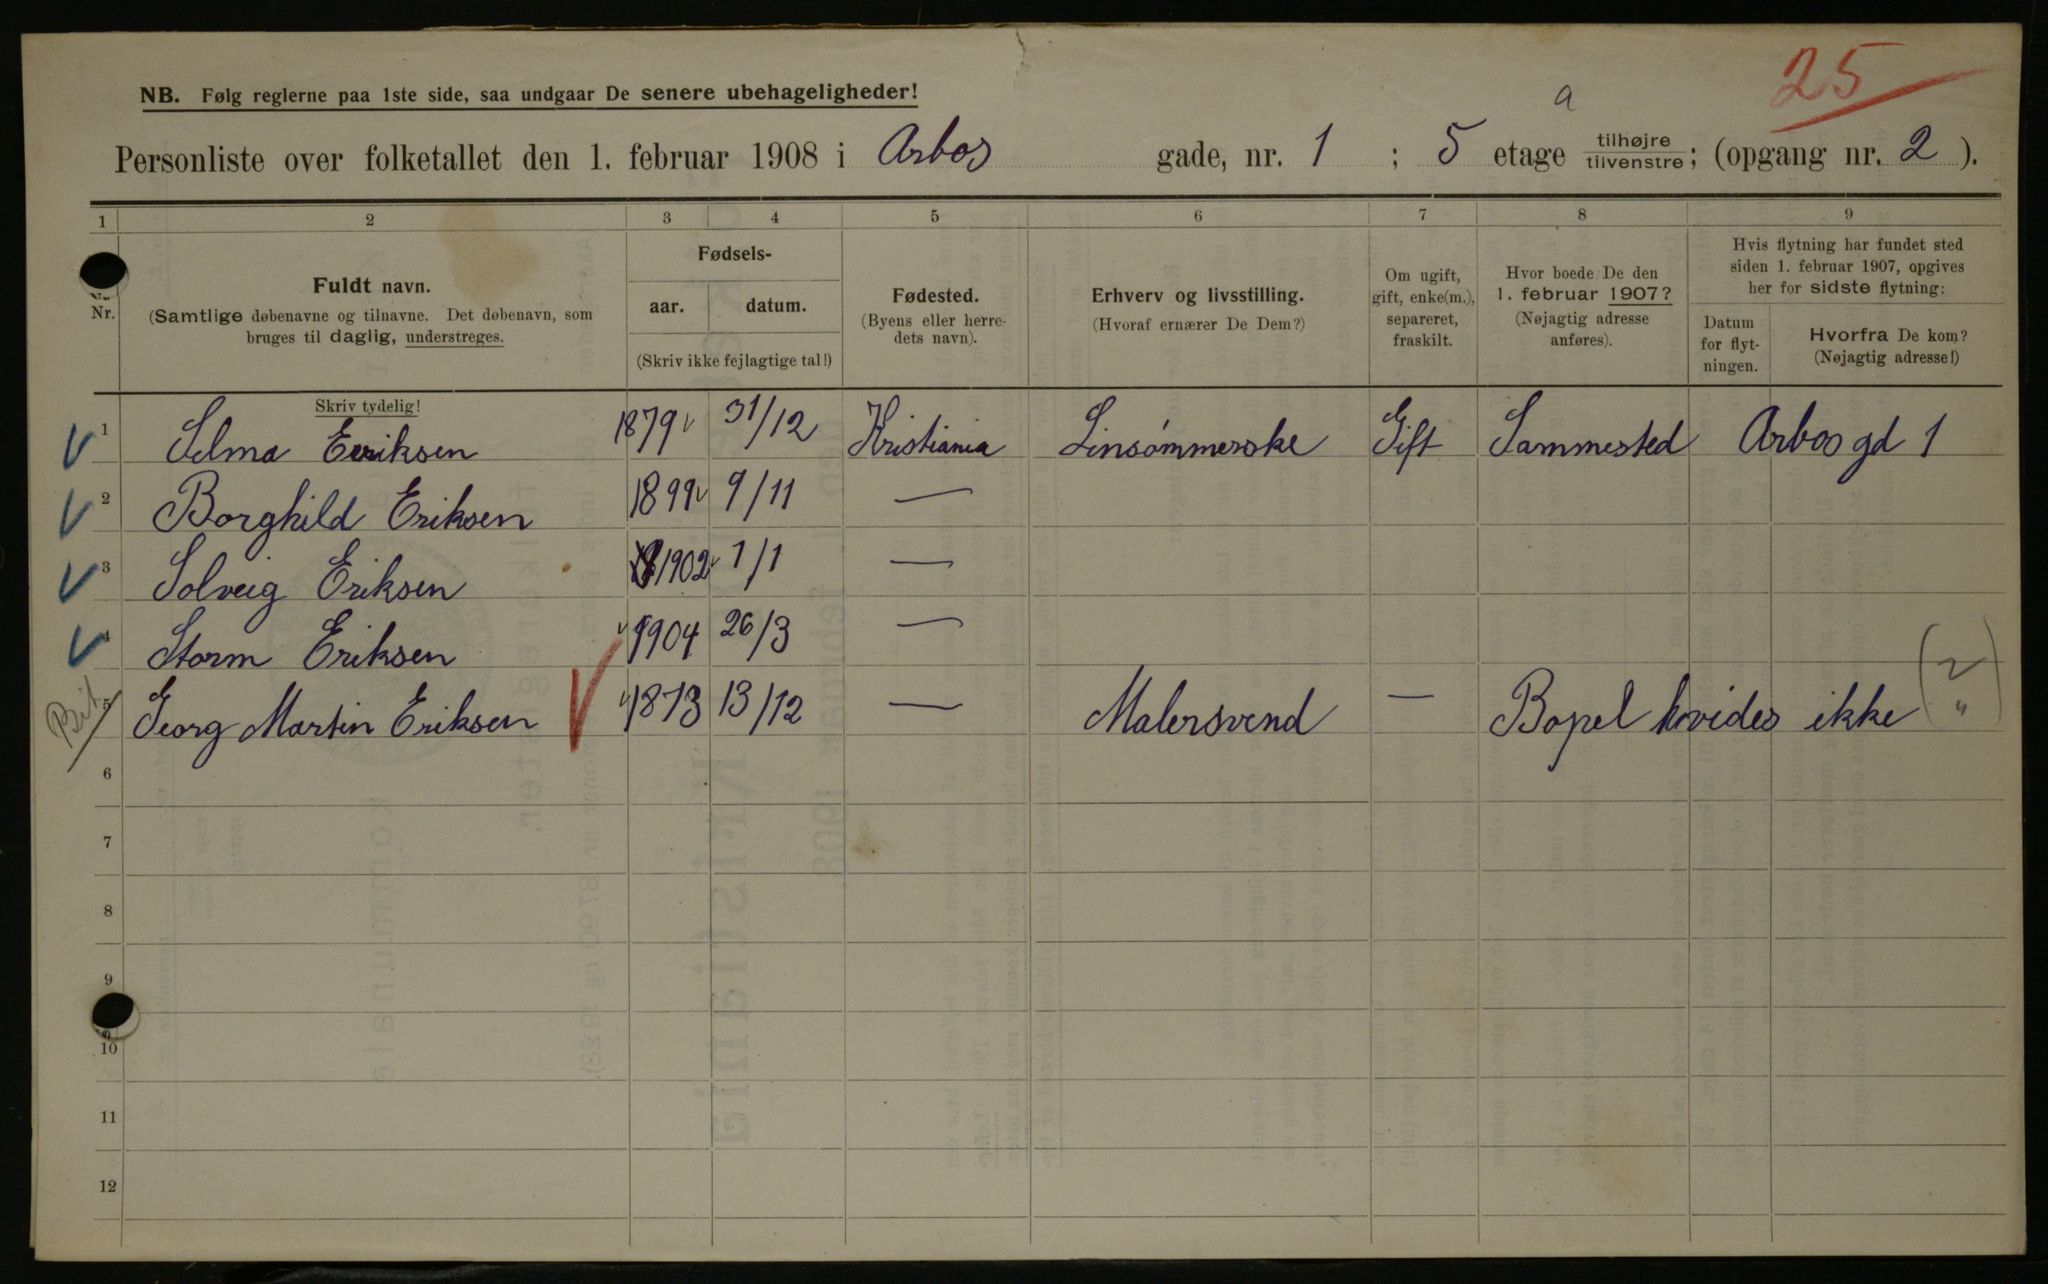 25
NB. Følg reglerne paa 1ste side, saa undgaar De senere ubehageligheder!
a
Personliste over folketallet den 1. februar 1908 i Arbos gade, nr. 1 ; 5 etage tilhøjre tilvenstre ; (opgang nr. 2 ).
1 2 3 4 5 6 7 8 9
Nr.
Fuldt navn.
(Samtlige døbenavne og tilnavne. Det døbenavn, som
bruges til daglig, understreges.
Skriv tydelig!
Fødsels-
aar. datum.
(Skriv ikke fejlagtige tal!)
Fødested.
(Byens eller herre-
dets navn).
Erhverv og livsstilling.
(Hvoraf ernærer De Dem?)
Om ugift,
gift, enke(m.),
separeret,
fraskilt.
Hvor boede De den
1. februar 1907?
(Nøjagtig adresse
anføres).
Hvis flytning har fundet sted
siden 1. februar 1907, opgives
her for sidste flytning:
Datum
for flyt-
ningen.
Hvorfra De kom?
(Nøjagtig adresse!)
1 Selma Eriksen 1879 31/12 Kristiania Linsømmerske Gift Sammested Arbos gd 1
2 Borghild Eriksen 1899 9/11 —
3 Solveig Eriksen 1902 1/1 —
4 Storm Eriksen 1904 26/3 —
5 Georg Martin Eriksen 1873 13/12 — Malersvend — Bopel hvides ikke
6
7
8
9
10
11
12